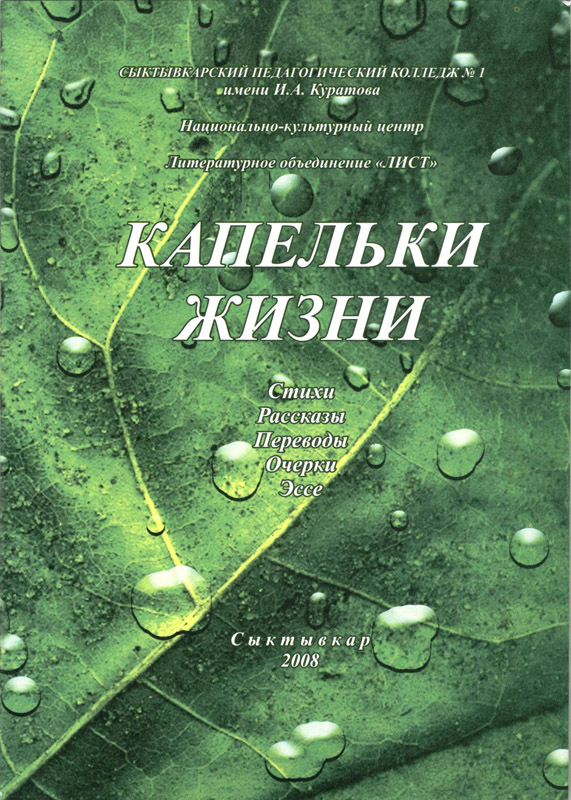 СЫКТЫВКАРСКИЙ ПЕДАГОГИЧЕСКИЙ КОЛЛЕДЖ № 1
имени И.А. Куратова
Национально-культурный центр
Литературное объединение «ЛИСТ»
КАПЕЛЬКИ
ЖИЗНИ
Стихи
Рассказы
Переводы
Очерки
Эссе
Сыктывкар
2008